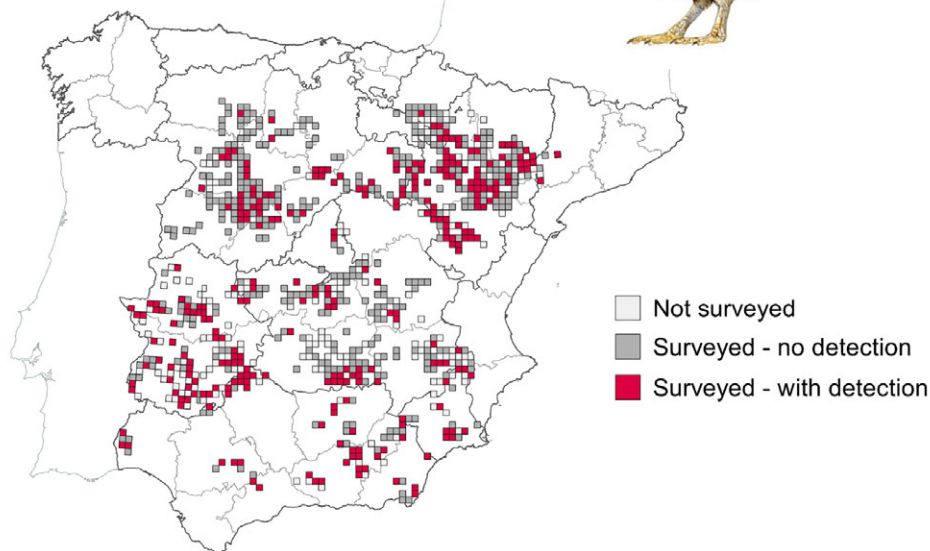 Not surveyed
Surveyed - no detection
Surveyed - with detection